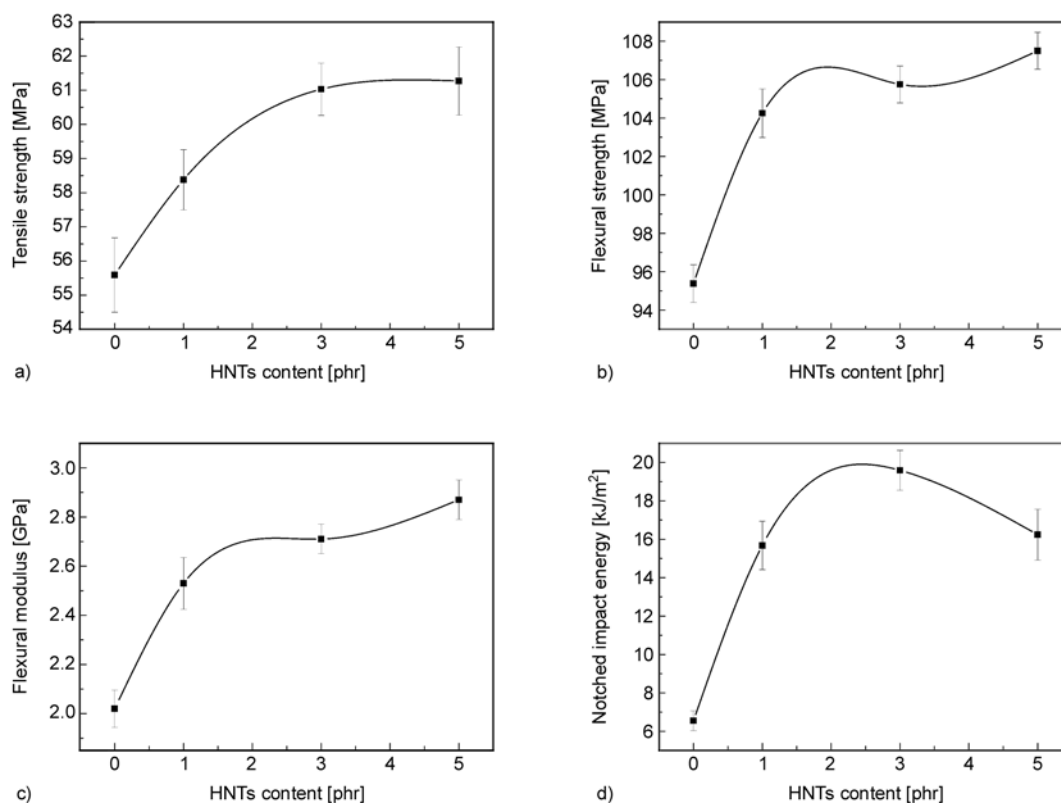 Tensile strength [MPa]
63
62
61
60
59
58
57
56
55
54
0 1 2 3 4 5
HNTs content [phr]
a)
Flexural strength [MPa]
108
106
104
102
100
98
96
94
0 1 2 3 4 5
HNTs content [phr]
b)
Flexural modulus [GPa]
3.0
2.8
2.6
2.4
2.2
2.0
0 1 2 3 4 5
HNTs content [phr]
c)
Notched impact energy [kJ/m²]
20
18
16
14
12
10
8
6
0 1 2 3 4 5
HNTs content [phr]
d)